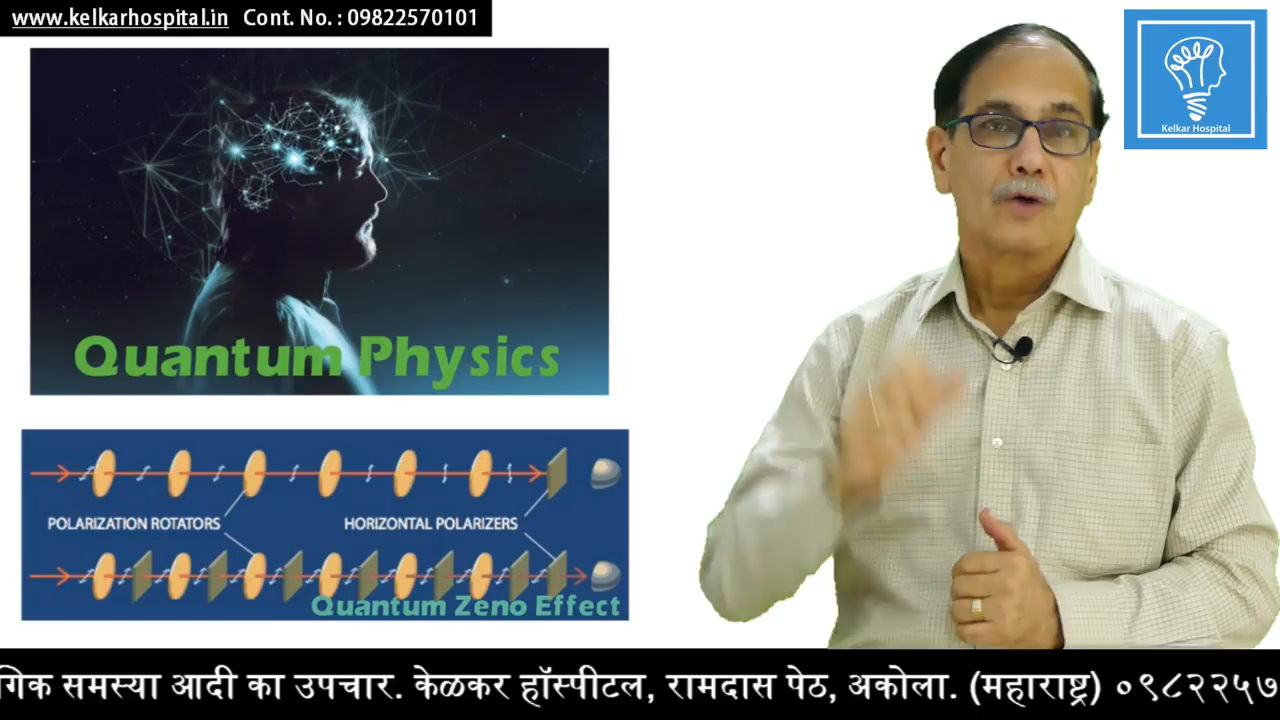 www.kelkarhospital.in Cont. No. : 09822570101
Kelkar Hospital
Quantum Physics
POLARIZATION ROTATORS
HORIZONTAL POLARIZERS
Quantum Zeno Effect
समस्या आदी का उपचार. केळकर हॉस्पीटल, रामदास पेठ, अकोला. (महाराष्ट्र) ०९८२२५७